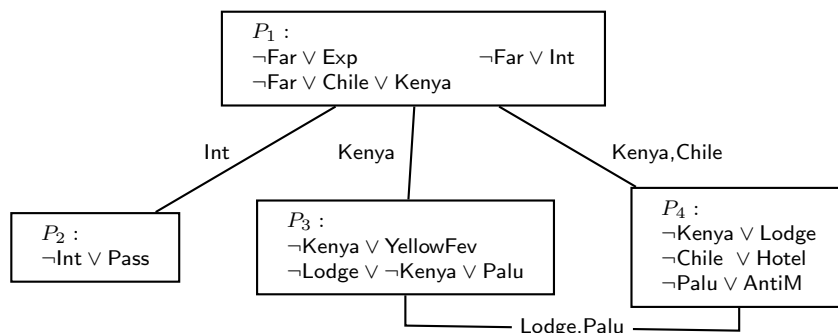 P₁ :
¬Far ∨ Exp ¬Far ∨ Int
¬Far ∨ Chile ∨ Kenya
Int Kenya Kenya,Chile
P₂ :
¬Int ∨ Pass
P₃ :
¬Kenya ∨ YellowFev
¬Lodge ∨ ¬Kenya ∨ Palu
P₄ :
¬Kenya ∨ Lodge
¬Chile ∨ Hotel
¬Palu ∨ AntiM
Lodge,Palu